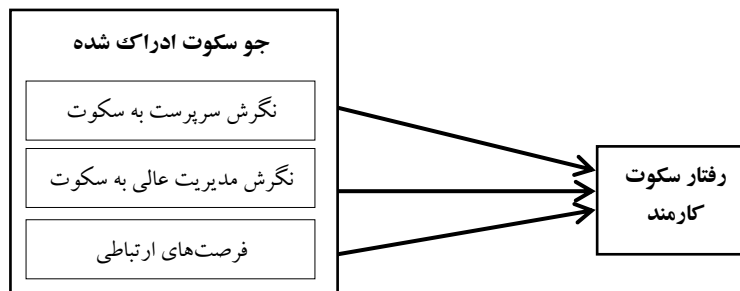 جو سکوت ادراک شده
نگرش سرپرست به سکوت
نگرش مدیریت عالی به سکوت
فرصت‌های ارتباطی
رفتار سکوت
کارمند